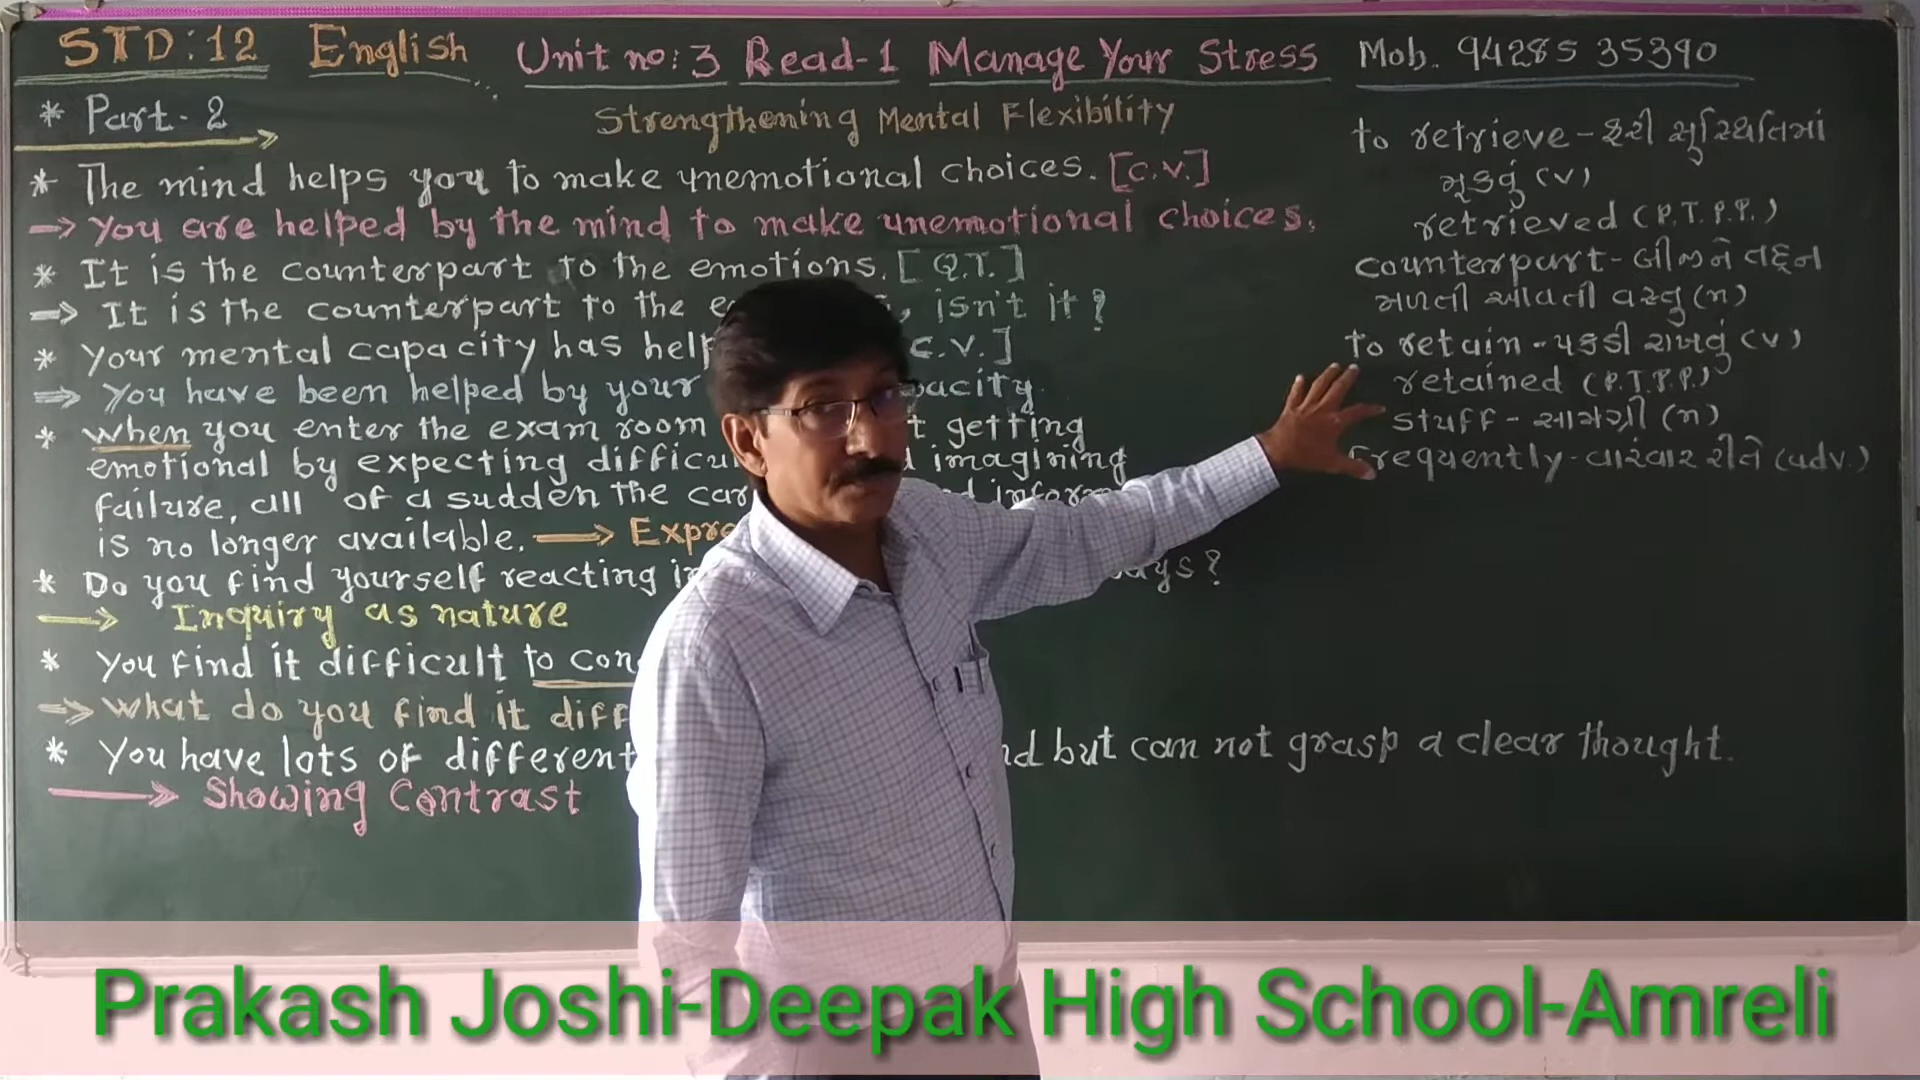 STD:12 English Unit no:3 Read-1 Manage Your Stress Mob. 94285 35390
* Part-2
Strengthening Mental Flexibility
* The mind helps you to make unemotional choices. [C.V.]
→ You are helped by the mind to make unemotional choices.
* It is the counterpart to the emotions. [Q.T.]
⇒ It is the counterpart to the , isn't it?
* Your mental capacity has C.V.]
⇒ You have been helped by your
* When you enter the exam room getting
emotional by expecting imagining
failure, all of a sudden the
is no longer available. →
* Do you find yourself reacting
→ Inquiry as nature
* You find it difficult to
⇒ What do you find it
* You have lots of different but can not grasp a clear thought.
→ Showing Contrast
to retrieve - ફરી સુસ્થિતિમાં
મૂકવું (v)
retrieved (P.T. P.P.)
counterpart - બીજાને તદ્દન
મળતી આવતી વસ્તુ (n)
to retain - પકડી રાખવું (v)
retained (P.T. P.P.)
stuff - સામગ્રી (n)
frequently - વારંવાર રીતે (adv.)
Prakash Joshi-Deepak High School-Amreli